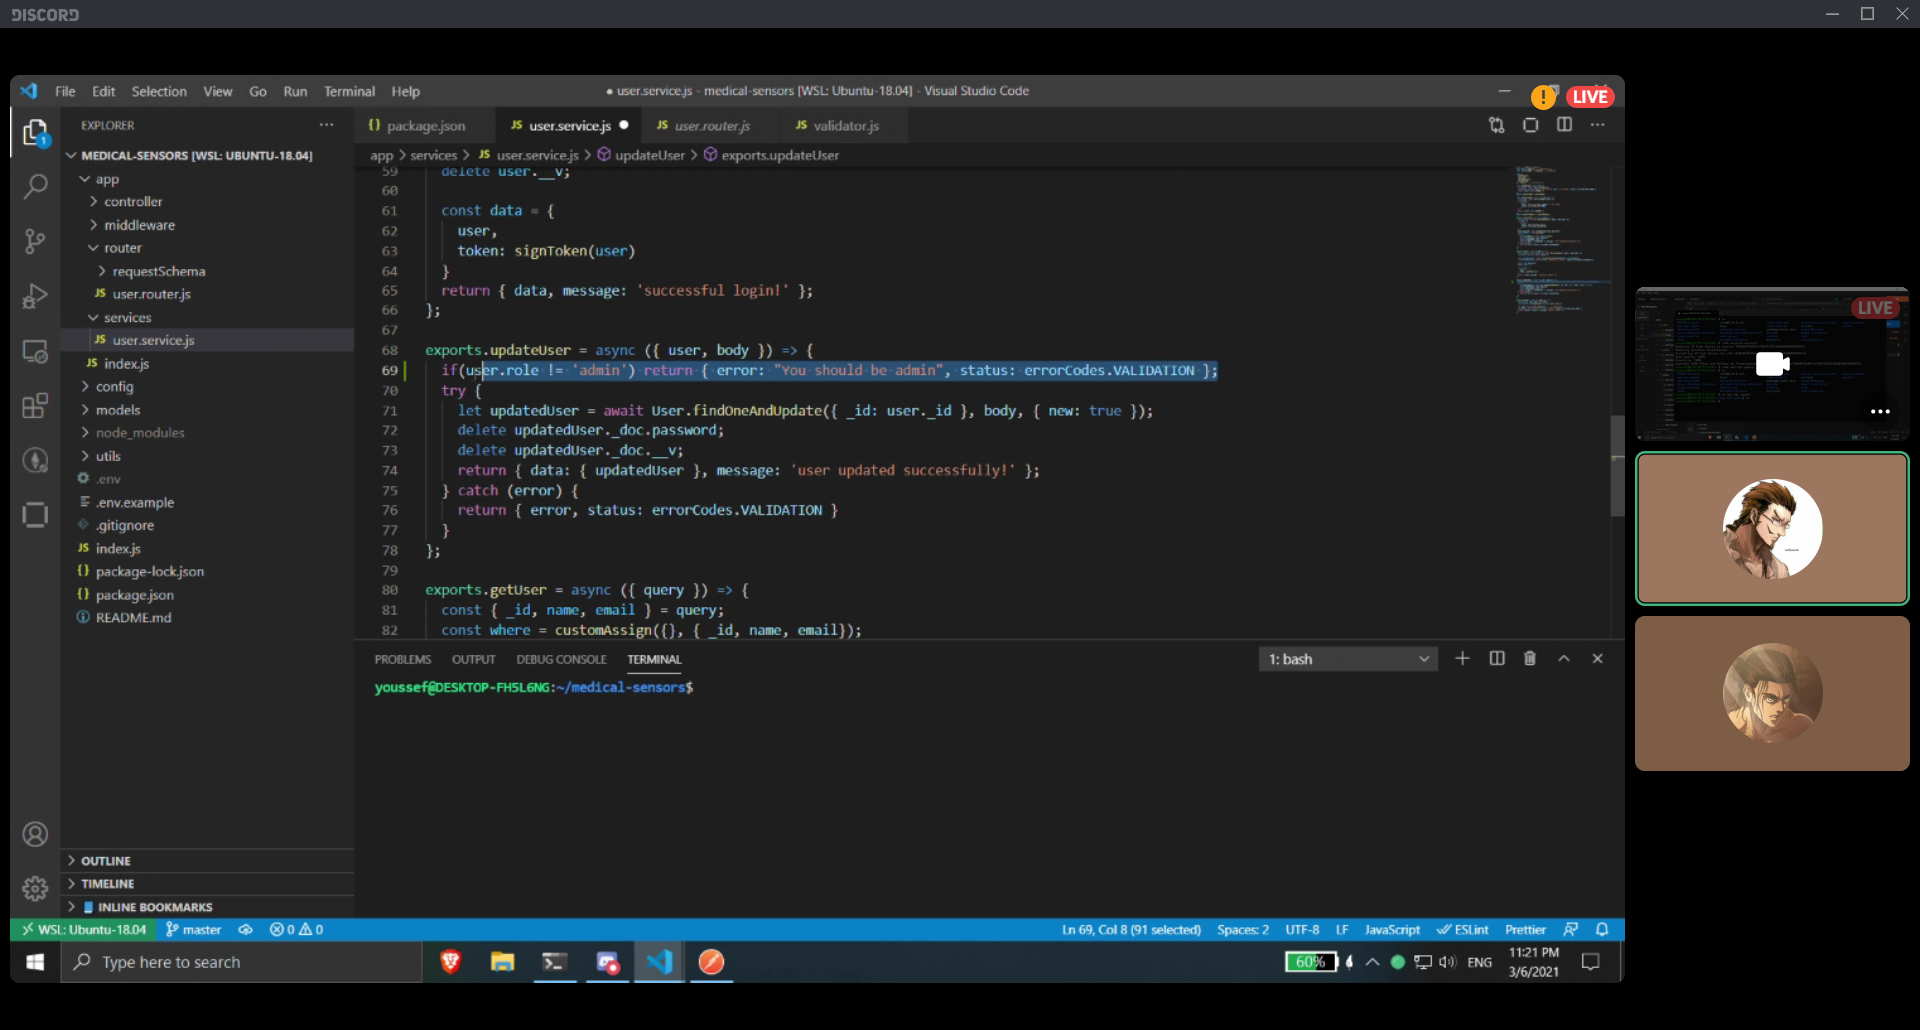 DISCORD
File Edit Selection View Go Run Terminal Help
● user.service.js - medical-sensors [WSL: Ubuntu-18.04] - Visual Studio Code
! LIVE
EXPLORER ...
{} package.json JS user.service.js ● JS user.router.js JS validator.js
app > services > JS user.service.js > updateUser > exports.updateUser
1
MEDICAL-SENSORS [WSL: UBUNTU-18.04]
app
controller
middleware
router
requestSchema
JS user.router.js
services
JS user.service.js
JS index.js
config
models
node_modules
utils
.env
.env.example
.gitignore
JS index.js
{} package-lock.json
{} package.json
README.md
OUTLINE
TIMELINE
INLINE BOOKMARKS
59 delete user.__v;
60
61 const data = {
62 user,
63 token: signToken(user)
64 }
65 return { data, message: 'successful login!' };
66 };
67
68 exports.updateUser = async ({ user, body }) => {
69 if(user.role != 'admin') return { error: "You should be admin", status: errorCodes.VALIDATION };
70 try {
71 let updatedUser = await User.findOneAndUpdate({ _id: user._id }, body, { new: true });
72 delete updatedUser._doc.password;
73 delete updatedUser._doc.__v;
74 return { data: { updatedUser }, message: 'user updated successfully!' };
75 } catch (error) {
76 return { error, status: errorCodes.VALIDATION }
77 }
78 };
79
80 exports.getUser = async ({ query }) => {
81 const { _id, name, email } = query;
82 const where = customAssign({}, { _id, name, email});
PROBLEMS OUTPUT DEBUG CONSOLE TERMINAL 1: bash
youssef@DESKTOP-FH5L6NG:~/medical-sensors$
WSL: Ubuntu-18.04 master 0 0 Ln 69, Col 8 (91 selected) Spaces: 2 UTF-8 LF JavaScript ESLint Prettier
Type here to search
60% ENG 11:21 PM
3/6/2021
LIVE